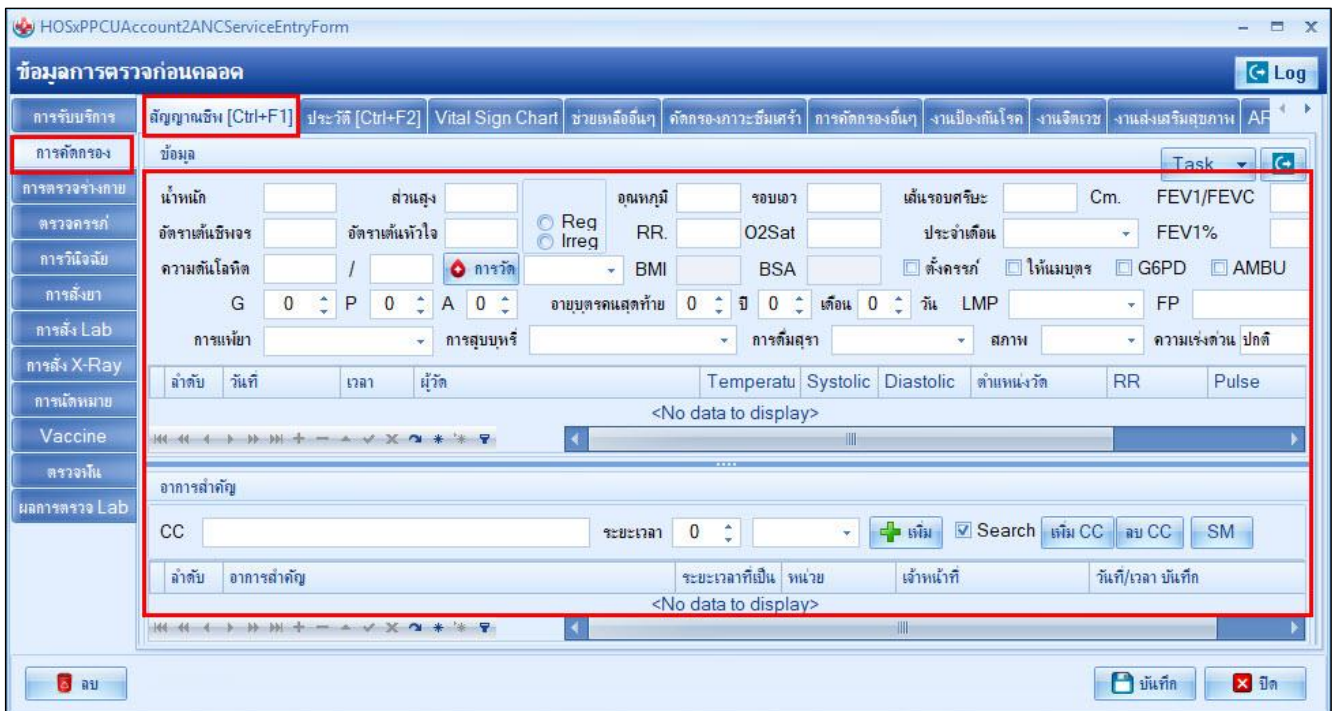 HOSxPPCUAccount2ANCServiceEntryForm
ข้อมูลการตรวจก่อนคลอด
Log
การรับบริการ
การคัดกรอง
การตรวจร่างกาย
ตรวจครรภ์
การวินิจฉัย
การสั่งยา
การสั่ง Lab
การสั่ง X-Ray
การนัดหมาย
Vaccine
ตรวจฟัน
ผลการตรวจ Lab
สัญญาณชีพ [Ctrl+F1] ประวัติ [Ctrl+F2] Vital Sign Chart ช่วยเหลืออื่นๆ คัดกรองภาวะซึมเศร้า การคัดกรองอื่นๆ งานป้องกันโรค งานจิตเวช งานส่งเสริมสุขภาพ AF
ข้อมูล
Task
น้ำหนัก ส่วนสูง อุณหภูมิ รอบเอว เส้นรอบศรีษะ Cm. FEV1/FEVC
อัตราเต้นชีพจร อัตราเต้นหัวใจ Reg Irreg RR. O2Sat ประจำเดือน FEV1%
ความดันโลหิต / การวัด BMI BSA ตั้งครรภ์ ให้นมบุตร G6PD AMBU
G 0 P 0 A 0 อายุบุตรคนสุดท้าย 0 ปี 0 เดือน 0 วัน LMP FP
การแพ้ยา การสูบบุหรี่ การดื่มสุรา สภาพ ความเร่งด่วน ปกติ
ลำดับ วันที่ เวลา ผู้วัด Temperatu Systolic Diastolic ตำแหน่งวัด RR Pulse
<No data to display>
อาการสำคัญ
CC ระยะเวลา 0 เพิ่ม Search เพิ่ม CC ลบ CC SM
ลำดับ อาการสำคัญ ระยะเวลาที่เป็น หน่วย เจ้าหน้าที่ วันที่/เวลา บันทึก
<No data to display>
ลบ บันทึก ปิด